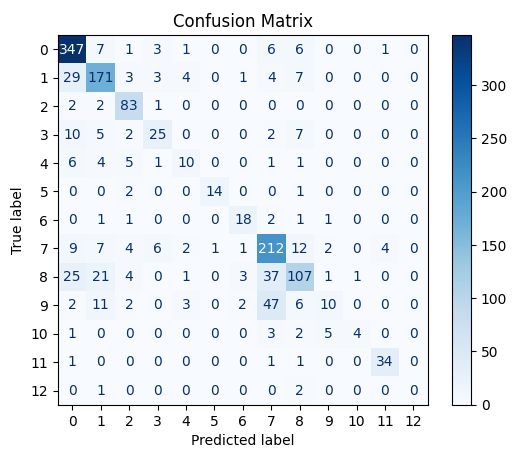 Confusion Matrix
0 347 7 1 3 1 0 0 6 6 0 0 1 0
1 29 171 3 3 4 0 1 4 7 0 0 0 0
2 2 2 83 1 0 0 0 0 0 0 0 0 0
3 10 5 2 25 0 0 0 2 7 0 0 0 0
4 6 4 5 1 10 0 0 1 1 0 0 0 0
5 0 0 2 0 0 14 0 0 1 0 0 0 0
6 0 1 1 0 0 0 18 2 1 1 0 0 0
7 9 7 4 6 2 1 1 212 12 2 0 4 0
8 25 21 4 0 1 0 3 37 107 1 1 0 0
9 2 11 2 0 3 0 2 47 6 10 0 0 0
10 1 0 0 0 0 0 0 3 2 5 4 0 0
11 1 0 0 0 0 0 0 1 1 0 0 34 0
12 0 1 0 0 0 0 0 0 2 0 0 0 0
0 1 2 3 4 5 6 7 8 9 10 11 12
Predicted label
True label
300
250
200
150
100
50
0